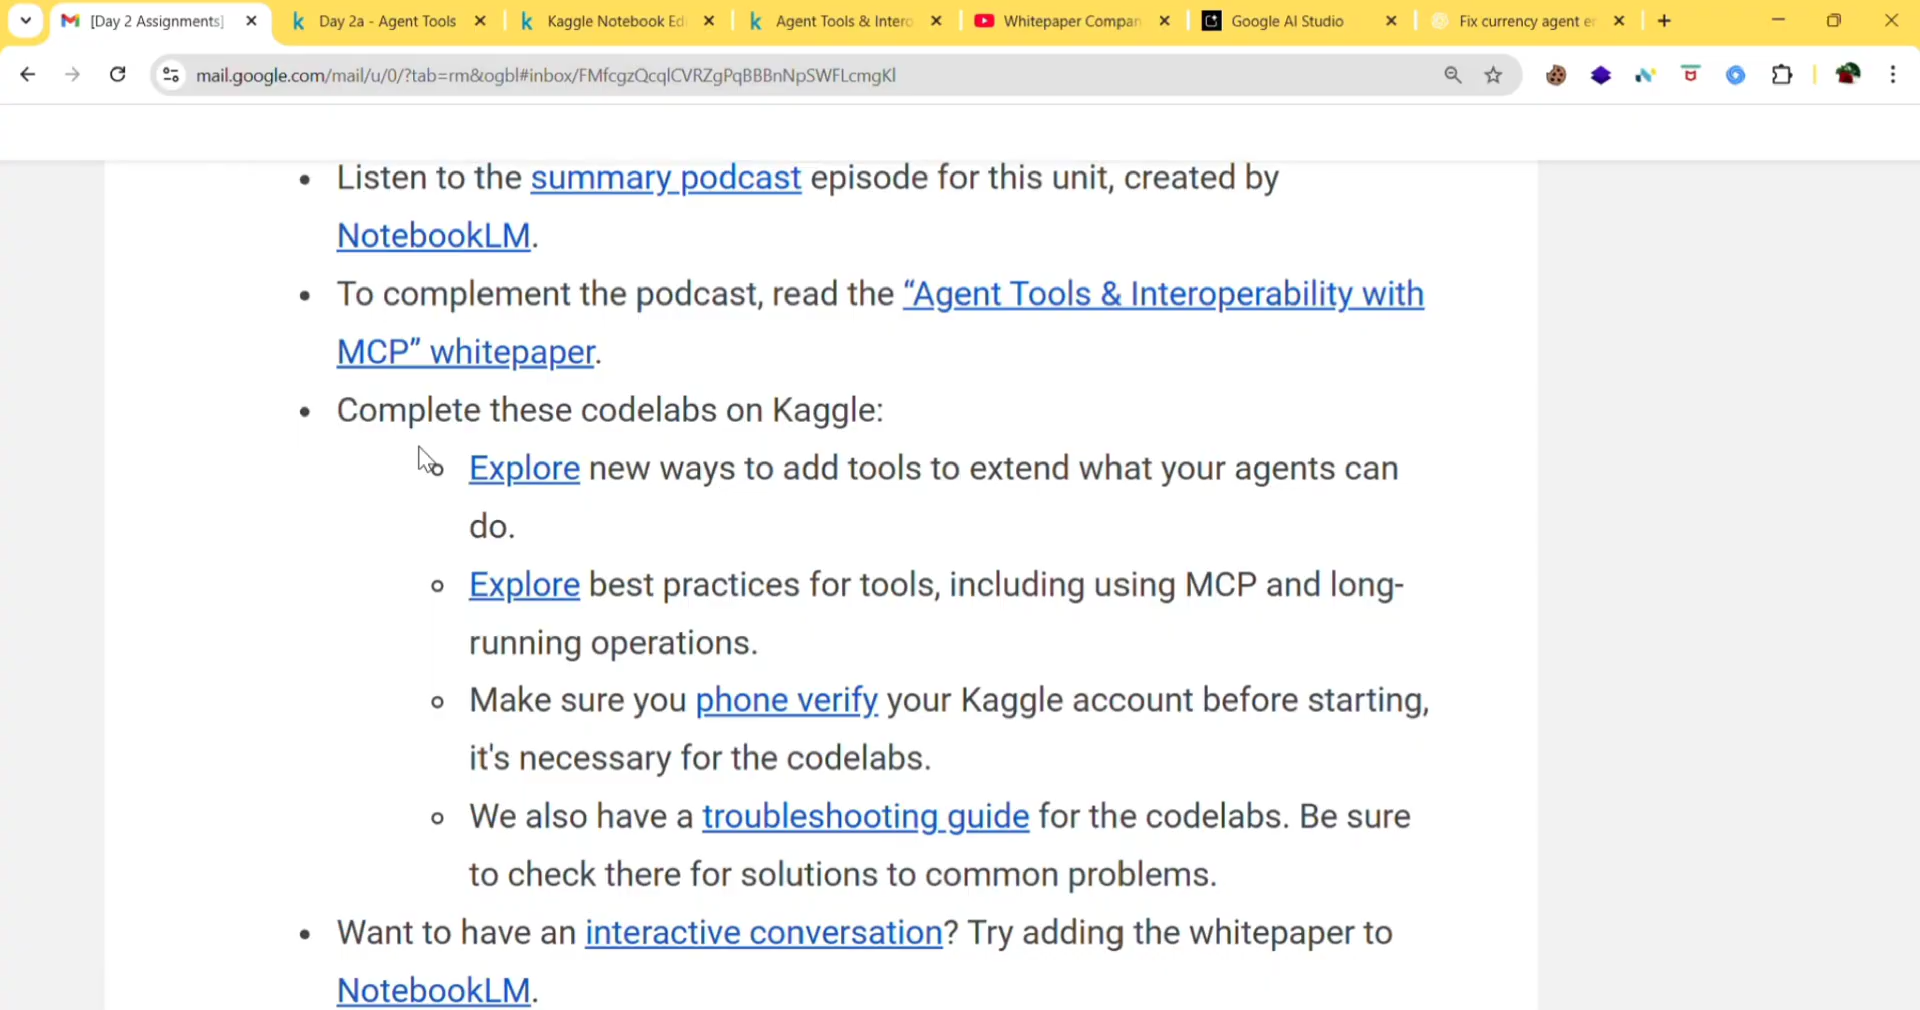 [Day 2 Assignments]
Day 2a - Agent Tools
Kaggle Notebook Ed
Agent Tools & Intero
Whitepaper Compan
Google AI Studio
Fix currency agent e
mail.google.com/mail/u/0/?tab=rm&ogbl#inbox/FMfcgzQcqlCVRZgPqBBBnNpSWFLcmgKl
Listen to the summary podcast episode for this unit, created by
NotebookLM.
To complement the podcast, read the “Agent Tools & Interoperability with
MCP” whitepaper.
Complete these codelabs on Kaggle:
Explore new ways to add tools to extend what your agents can
do.
Explore best practices for tools, including using MCP and long-
running operations.
Make sure you phone verify your Kaggle account before starting,
it's necessary for the codelabs.
We also have a troubleshooting guide for the codelabs. Be sure
to check there for solutions to common problems.
Want to have an interactive conversation? Try adding the whitepaper to
NotebookLM.